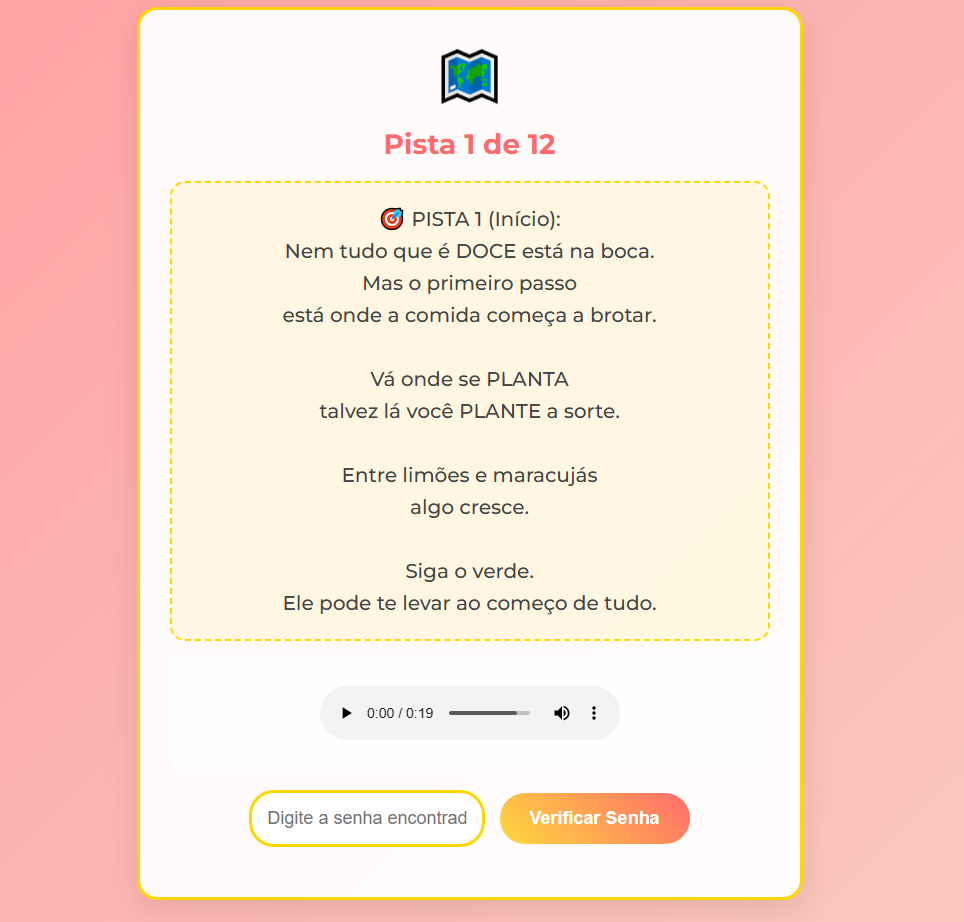 Pista 1 de 12
🎯 PISTA 1 (Início):
Nem tudo que é DOCE está na boca.
Mas o primeiro passo
está onde a comida começa a brotar.
Vá onde se PLANTA
talvez lá você PLANTE a sorte.
Entre limões e maracujás
algo cresce.
Siga o verde.
Ele pode te levar ao começo de tudo.
0:00 / 0:19
Digite a senha encontrad
Verificar Senha